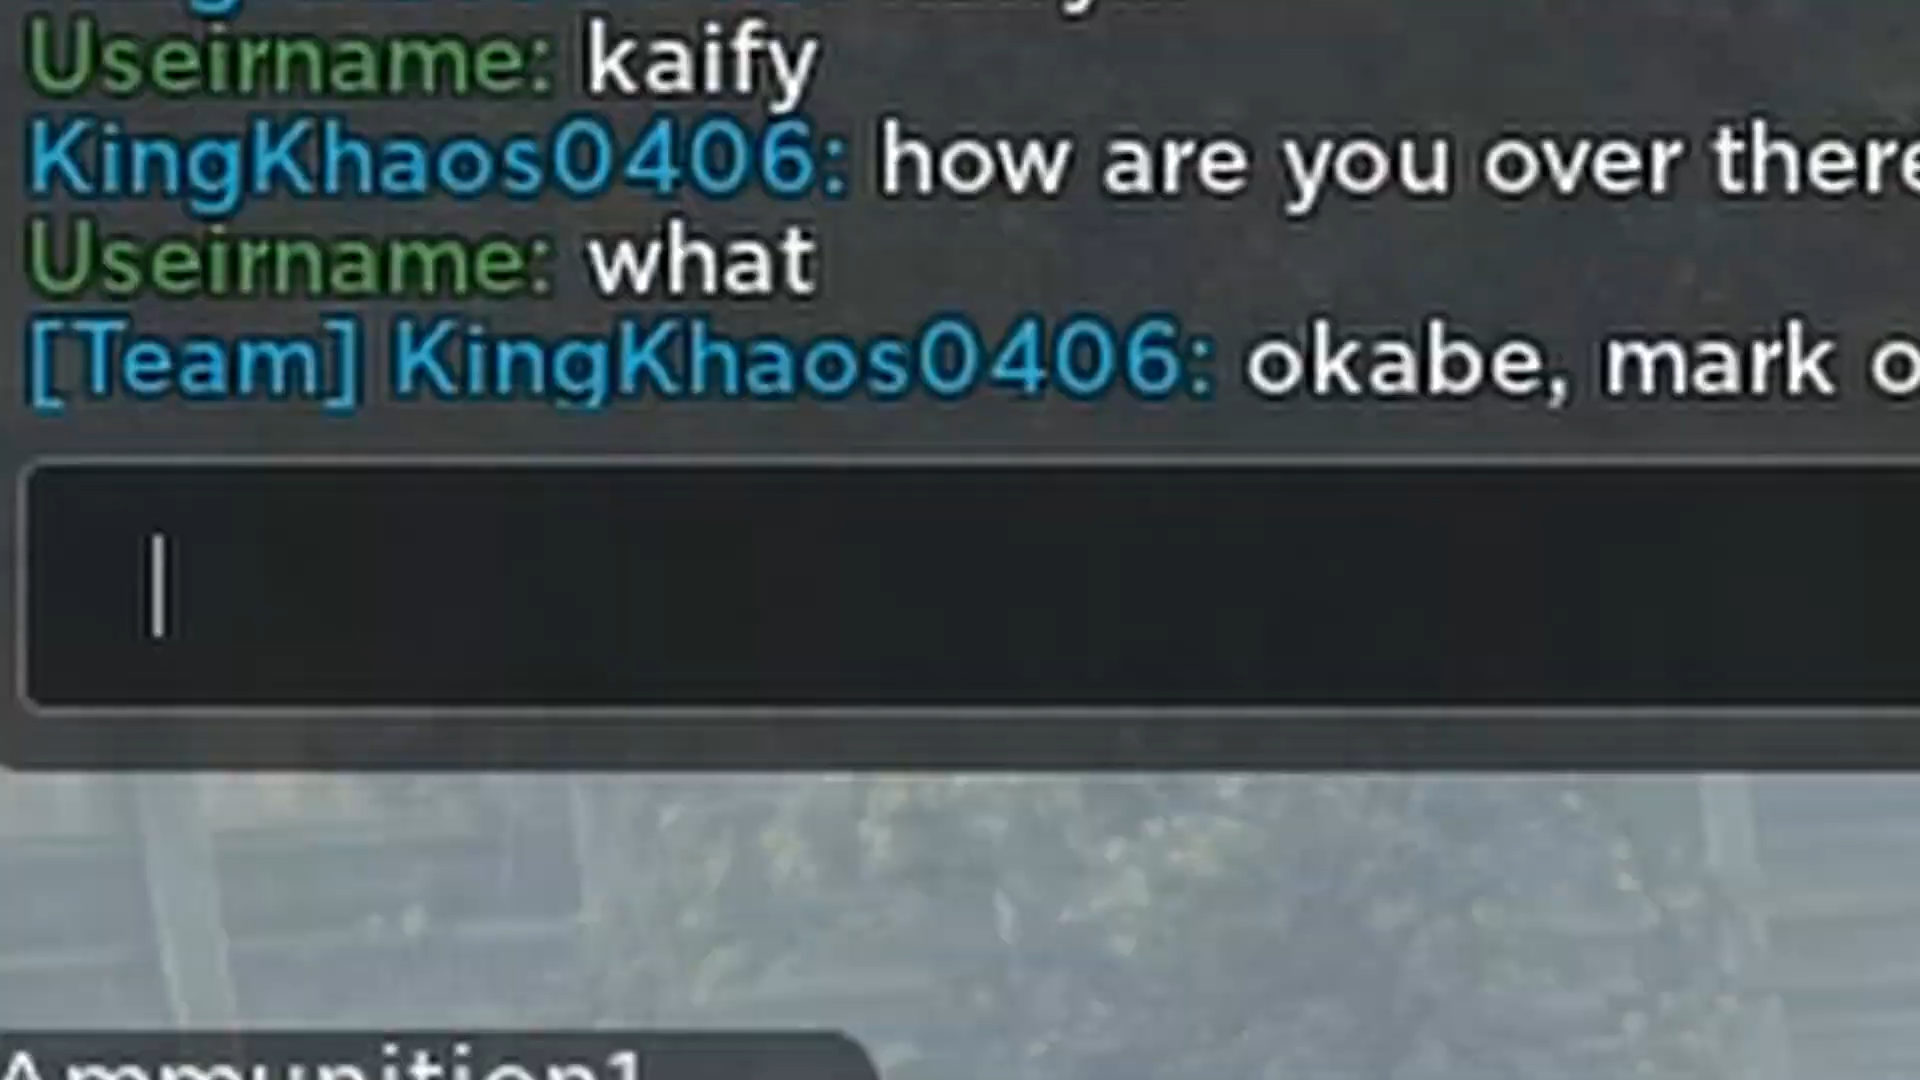 Useirname: kaify
KingKhaos0406: how are you over there
Useirname: what
[Team] KingKhaos0406: okabe, mark
Ammunition1